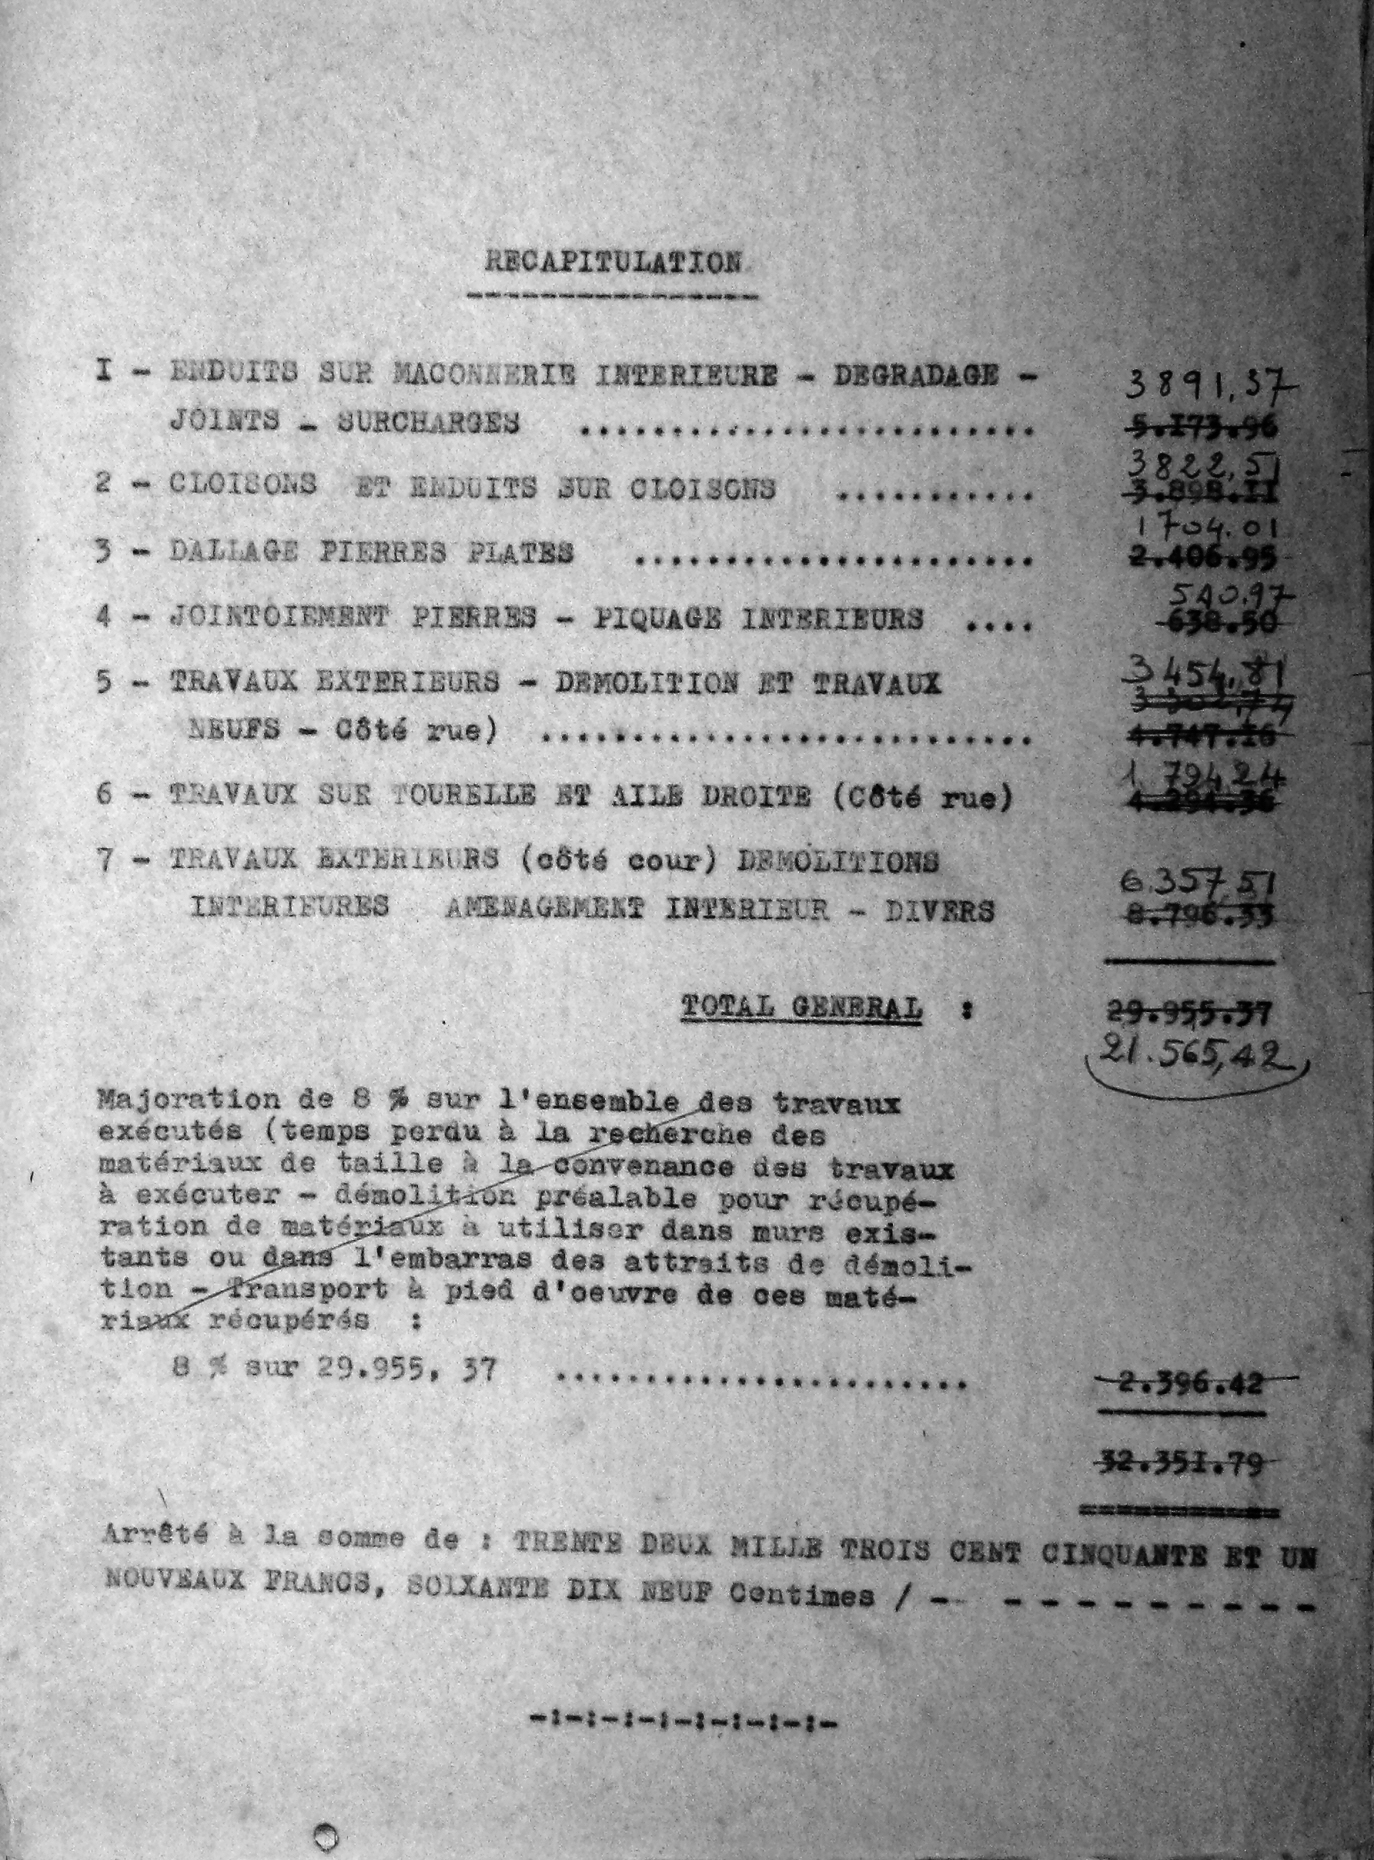 RECAPITULATION
I - ENDUITS SUR MACONNERIE INTERIEURE - DEGRADAGE -
3891,37
JOINTS - SURCHARGES ......................... 5.173.96
3822,51
2 - CLOISONS ET ENDUITS SUR CLOISONS ........... 3.898.II
1704.01
3 - DALLAGE PIERRES PLATES ...................... 2.406.95
540.97
4 - JOINTOIEMENT PIERRES - PIQUAGE INTERIEURS .... 638.50
5 - TRAVAUX EXTERIEURS - DEMOLITION ET TRAVAUX 3454,81
NEUFS - Côté rue) ........................... 4.747.I6
1.794,24
6 - TRAVAUX SUR TOURELLE ET AILE DROITE (Côté rue)
7 - TRAVAUX EXTERIEURS (côté cour) DEMOLITIONS
6.357,51
INTERIEURES AMENAGEMENT INTERIEUR - DIVERS 8.796.33
TOTAL GENERAL : 29.955.37
21.565,42
Majoration de 8 % sur l'ensemble des travaux
exécutés (temps perdu à la recherche des
matériaux de taille à la convenance des travaux
à exécuter - démolition préalable pour récupé-
ration de matériaux à utiliser dans murs exis-
tants ou dans l'embarras des attraits de démoli-
tion - Transport à pied d'oeuvre de ces maté-
riaux récupérés :
8 % sur 29.955, 37 ....................... 2.396.42
32.35I.79
Arrêté à la somme de : TRENTE DEUX MILLE TROIS CENT CINQUANTE ET UN
NOUVEAUX FRANCS, SOIXANTE DIX NEUF Centimes / - - - - - - - - - -
-:-:-:-:-:-:-:-:-